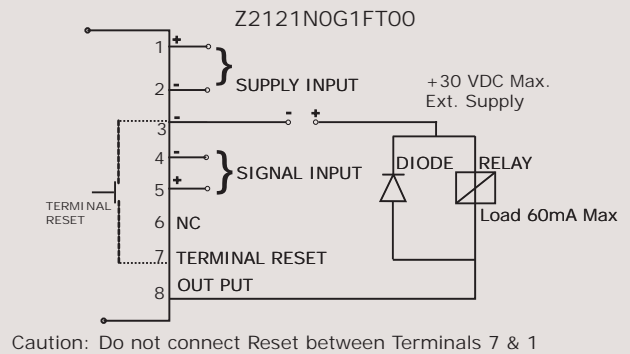 Z2121N0G1FT00
1 +
2 -
SUPPLY INPUT
+30 VDC Max.
Ext. Supply
3 -
- +
4 -
5 +
SIGNAL INPUT
DIODE
RELAY
Load 60mA Max
TERMINAL
RESET
6 NC
7 TERMINAL RESET
8 OUT PUT
Caution: Do not connect Reset between Terminals 7 & 1